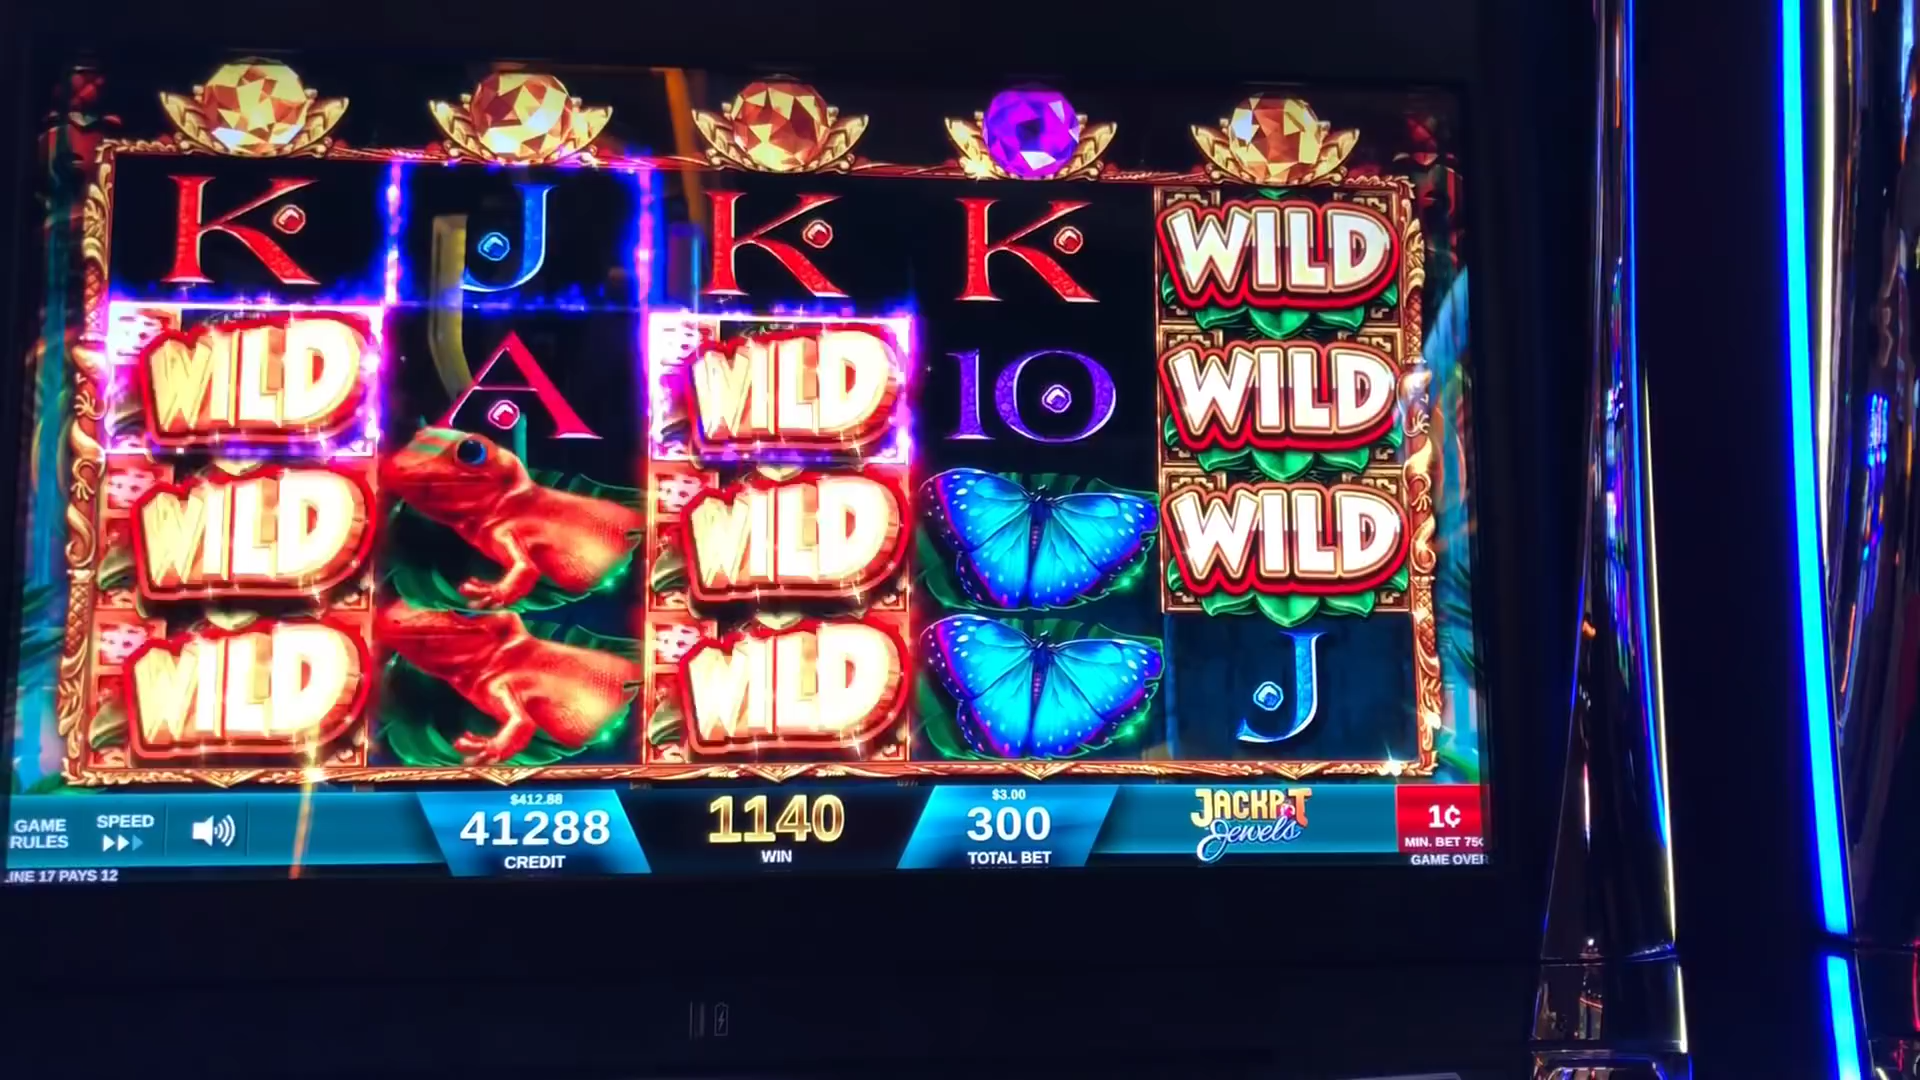 K J K K WILD
WILD A WILD 10 WILD
WILD WILD WILD
WILD WILD J
GAME RULES
SPEED
$412.88
41288
CREDIT
1140
WIN
$3.00
300
TOTAL BET
JACKPOT
Jewels
1¢
MIN. BET 75¢
GAME OVER
LINE 17 PAYS 12